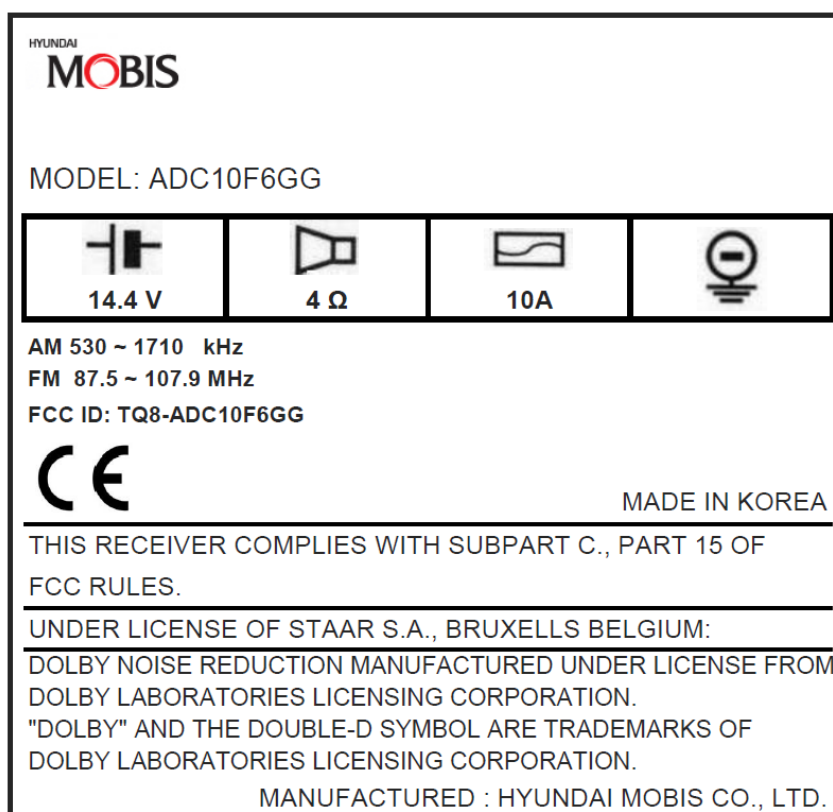 HYUNDAI
MOBIS
MODEL: ADC10F6GG
14.4 V 4 Ω 10A
AM 530 ~ 1710 kHz
FM 87.5 ~ 107.9 MHz
FCC ID: TQ8-ADC10F6GG
CE
MADE IN KOREA
THIS RECEIVER COMPLIES WITH SUBPART C., PART 15 OF
FCC RULES.
UNDER LICENSE OF STAAR S.A., BRUXELLS BELGIUM:
DOLBY NOISE REDUCTION MANUFACTURED UNDER LICENSE FROM
DOLBY LABORATORIES LICENSING CORPORATION.
"DOLBY" AND THE DOUBLE-D SYMBOL ARE TRADEMARKS OF
DOLBY LABORATORIES LICENSING CORPORATION.
MANUFACTURED : HYUNDAI MOBIS CO., LTD.